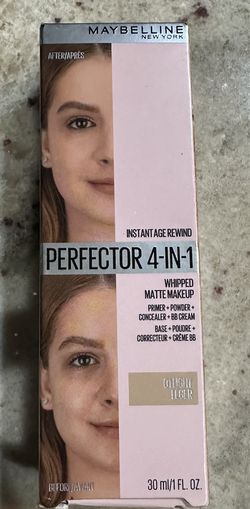 MAYBELLINE
NEW YORK
AFTER/APRÈS
INSTANT AGE REWIND
PERFECTOR 4-IN-1
WHIPPED
MATTE MAKEUP
PRIMER + POWDER +
CONCEALER + BB CREAM
BASE + POUDRE +
CORRECTEUR + CRÈME BB
01 LIGHT
LÉGER
BEFORE/AVANT
30 ml/1 FL. OZ.